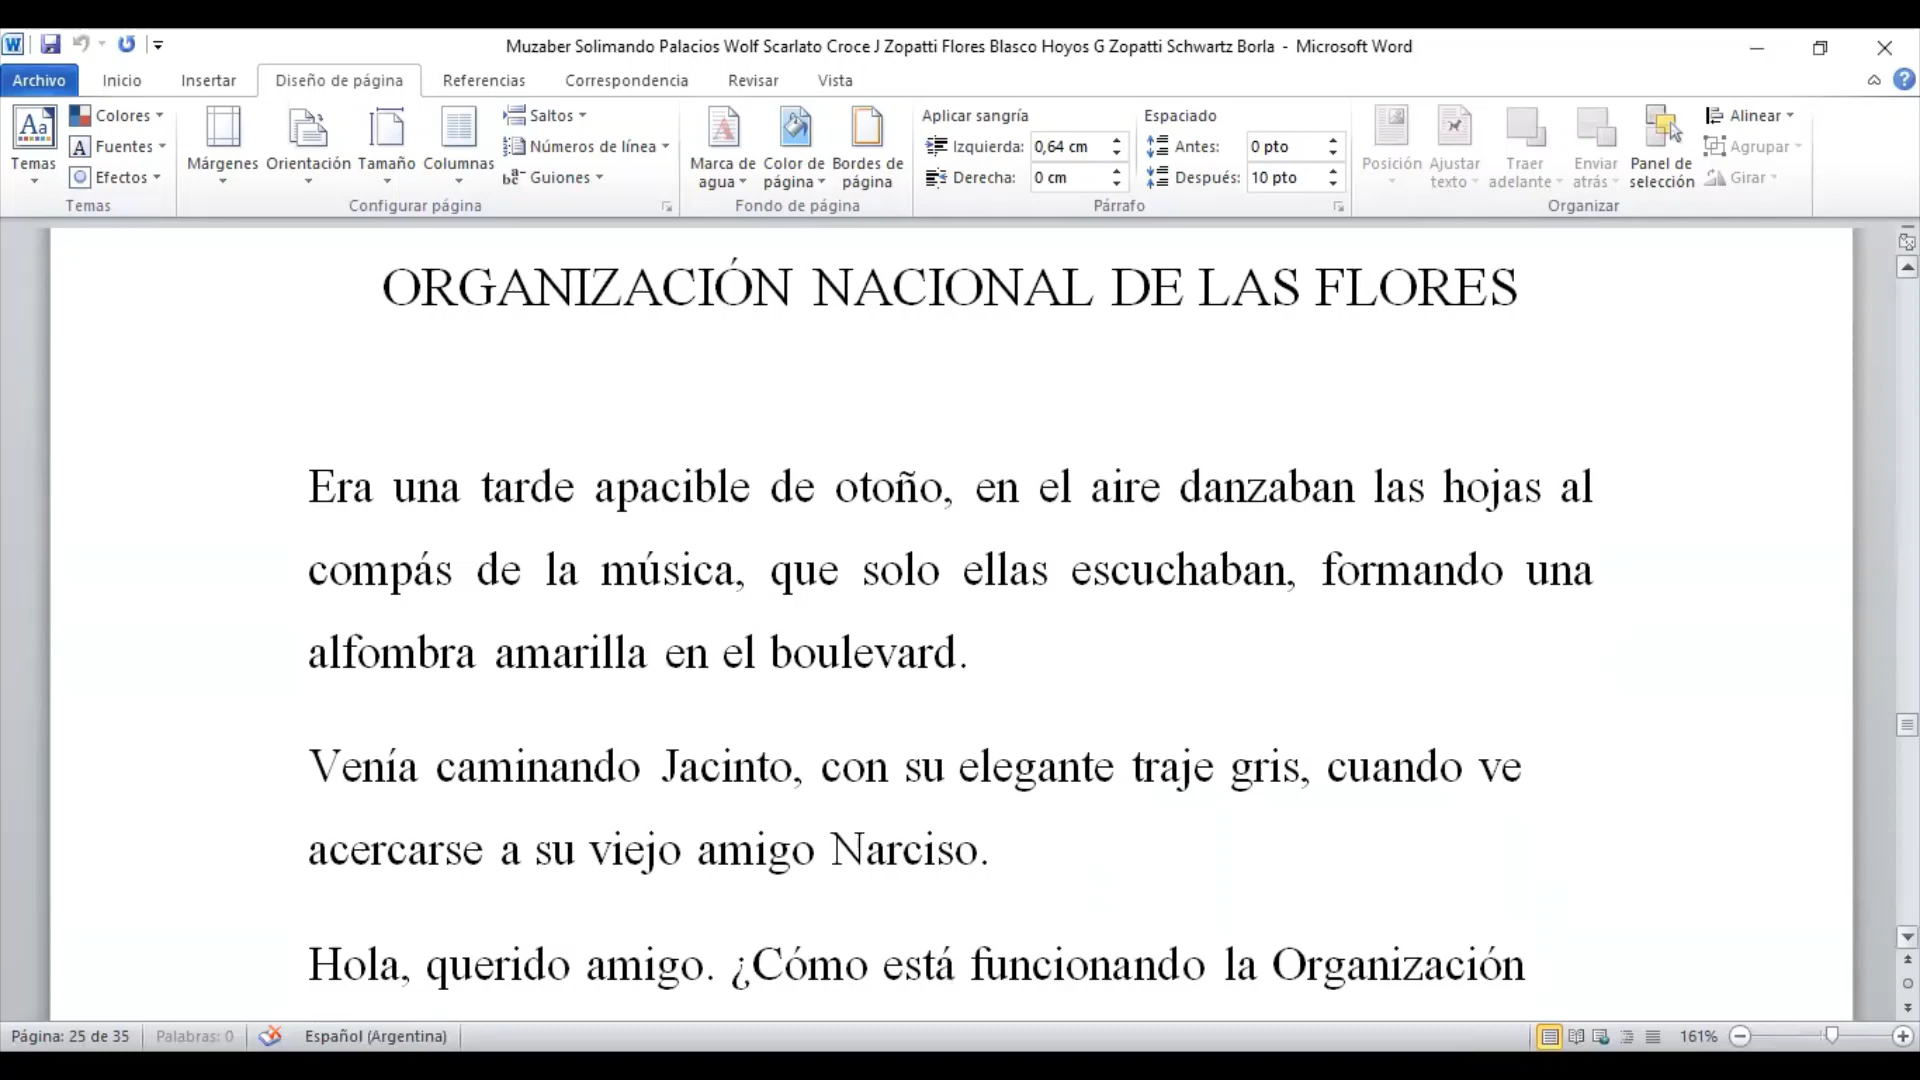 Muzaber Solimando Palacios Wolf Scarlato Croce J Zopatti Flores Blasco Hoyos G Zopatti Schwartz Borla - Microsoft Word
Archivo Inicio Insertar Diseño de página Referencias Correspondencia Revisar Vista
Temas
Colores
Fuentes
Efectos
Temas
Márgenes Orientación Tamaño Columnas
Saltos
Números de línea
Guiones
Configurar página
Marca de agua
Color de página
Bordes de página
Fondo de página
Aplicar sangría
Izquierda: 0,64 cm
Derecha: 0 cm
Espaciado
Antes: 0 pto
Después: 10 pto
Párrafo
Posición
Ajustar texto
Traer adelante
Enviar atrás
Panel de selección
Alinear
Agrupar
Girar
Organizar
ORGANIZACIÓN NACIONAL DE LAS FLORES
Era una tarde apacible de otoño, en el aire danzaban las hojas al
compás de la música, que solo ellas escuchaban, formando una
alfombra amarilla en el boulevard.
Venía caminando Jacinto, con su elegante traje gris, cuando ve
acercarse a su viejo amigo Narciso.
Hola, querido amigo. ¿Cómo está funcionando la Organización
Página: 25 de 35 Palabras: 0 Español (Argentina) 161%